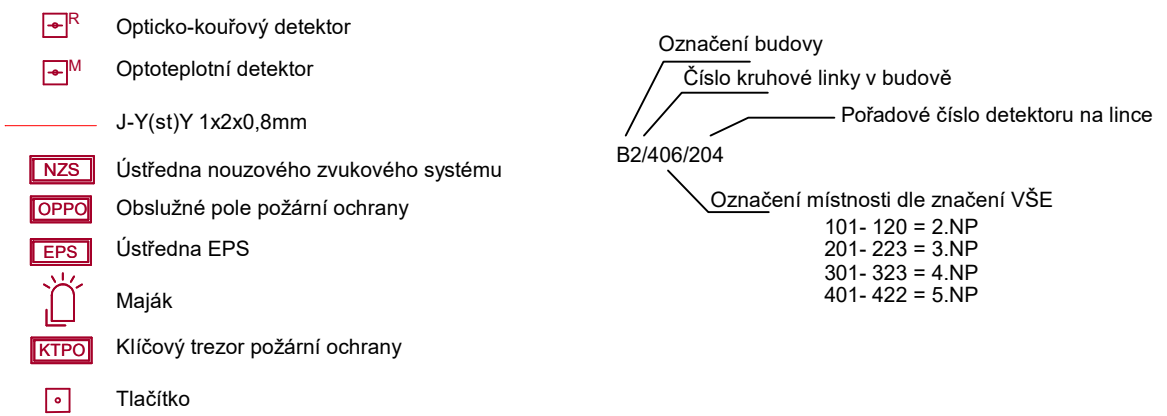 R
Opticko-kouřový detektor
M
Optoteplotní detektor
J-Y(st)Y 1x2x0,8mm
NZS
Ústředna nouzového zvukového systému
OPPO
Obslužné pole požární ochrany
EPS
Ústředna EPS
Maják
KTPO
Klíčový trezor požární ochrany
Tlačítko
Označení budovy
Číslo kruhové linky v budově
Pořadové číslo detektoru na lince
B2/406/204
Označení místnosti dle značení VŠE
101- 120 = 2.NP
201- 223 = 3.NP
301- 323 = 4.NP
401- 422 = 5.NP